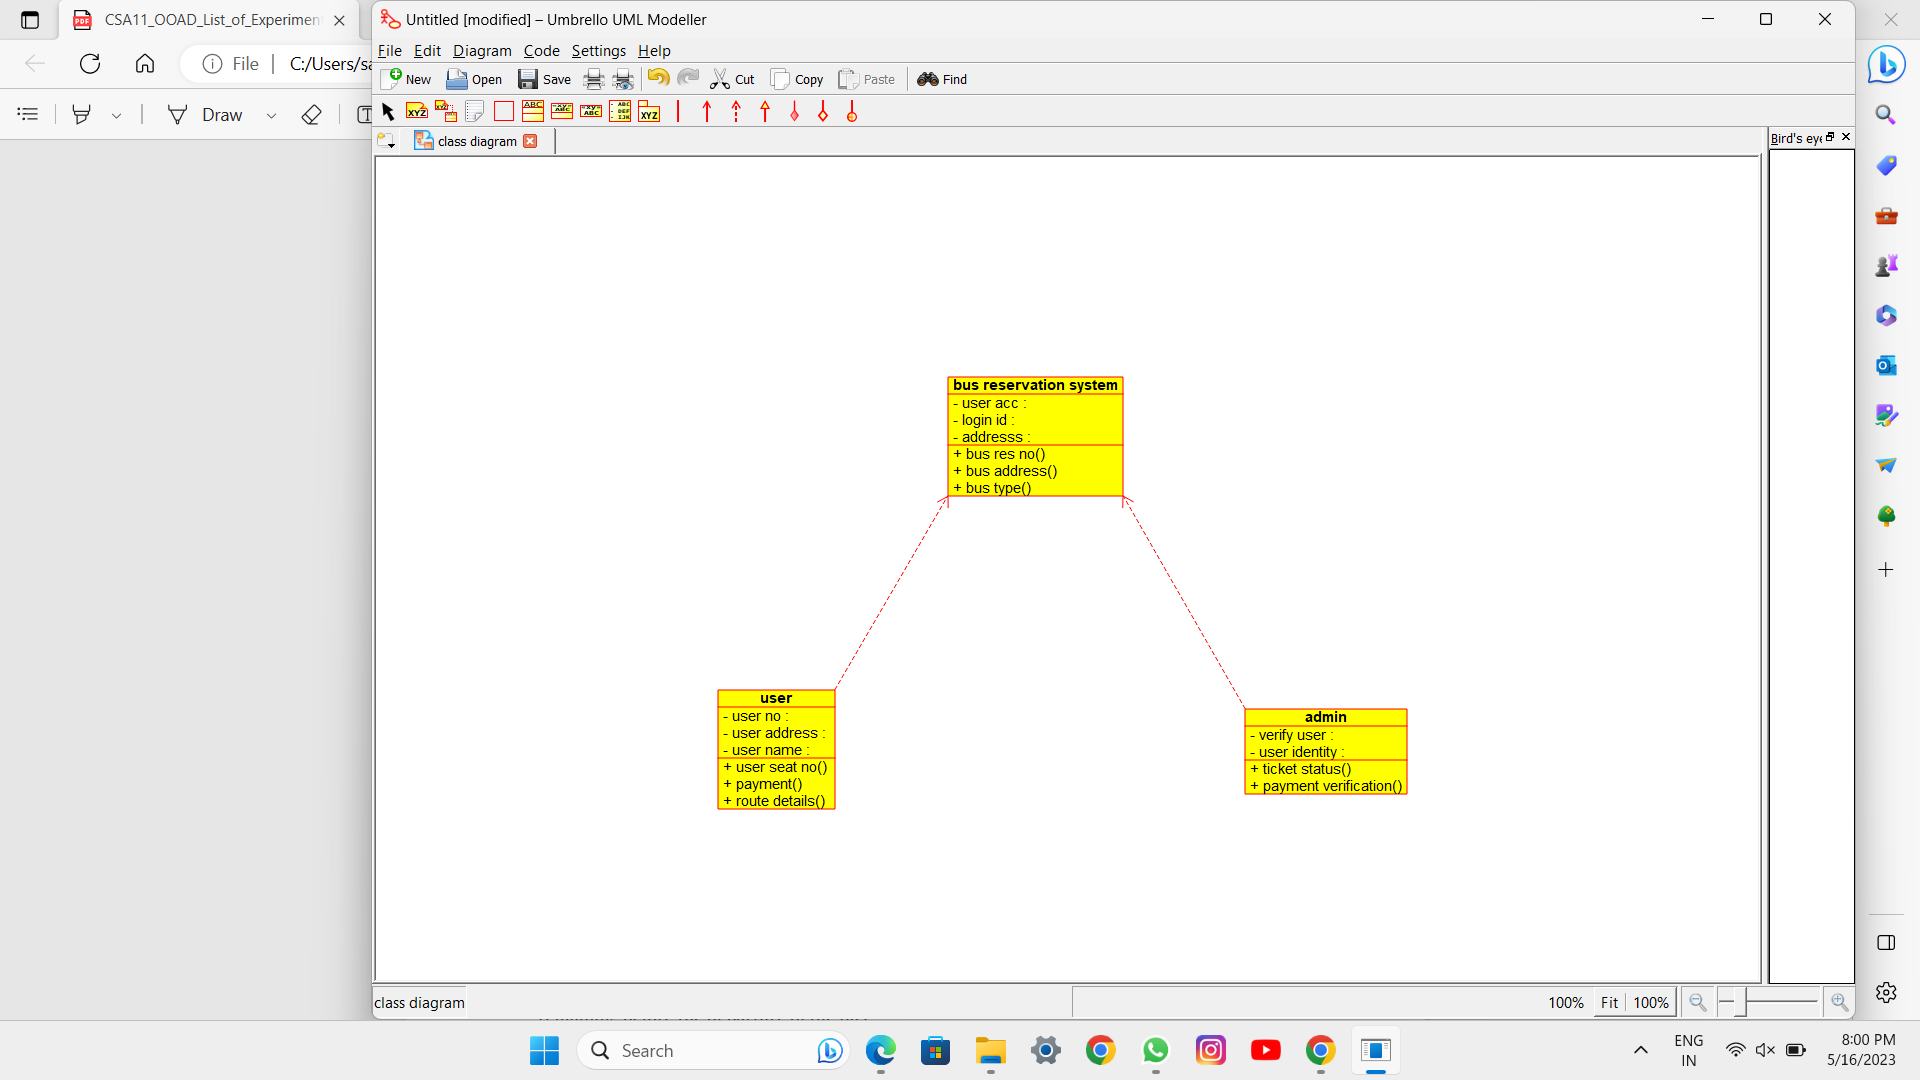 CSA11_OOAD_List_of_Experimen
Untitled [modified] – Umbrello UML Modeller
File
C:/Users/sa
File Edit Diagram Code Settings Help
New Open Save Cut Copy Paste Find
Draw
class diagram
Bird's eye
bus reservation system
- user acc :
- login id :
- addresss :
+ bus res no()
+ bus address()
+ bus type()
user
- user no :
- user address :
- user name :
+ user seat no()
+ payment()
+ route details()
admin
- verify user :
- user identity :
+ ticket status()
+ payment verification()
class diagram
100% Fit 100%
Search
ENG
IN
8:00 PM
5/16/2023